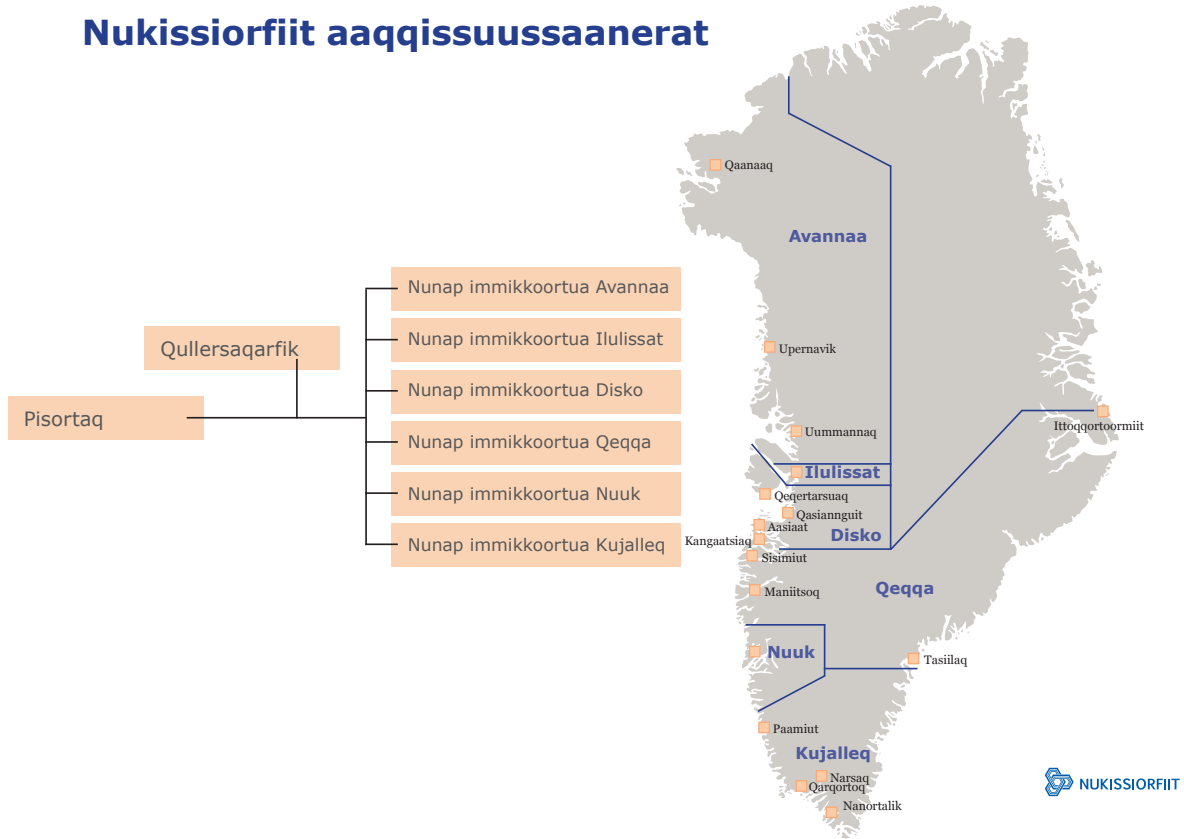 Nukissiorfiit aaqqissuussaanerat
Nunap immikkoortua Avannaa
Nunap immikkoortua Ilulissat
Qullersaqarfik
Nunap immikkoortua Disko
Pisortaq
Nunap immikkoortua Qeqqa
Nunap immikkoortua Nuuk
Nunap immikkoortua Kujalleq
Qaanaaq
Avannaa
Upernavik
Uummannaq
Ittoqqortoormiit
Ilulissat
Qeqertarsuaq
Qasiannguit
Aasiaat
Disko
Kangaatsiaq
Sisimiut
Maniitsoq
Qeqqa
Nuuk
Tasiilaq
Paamiut
Kujalleq
Narsaq
Qarqortoq
Nanortalik
NUKISSIORFIIT